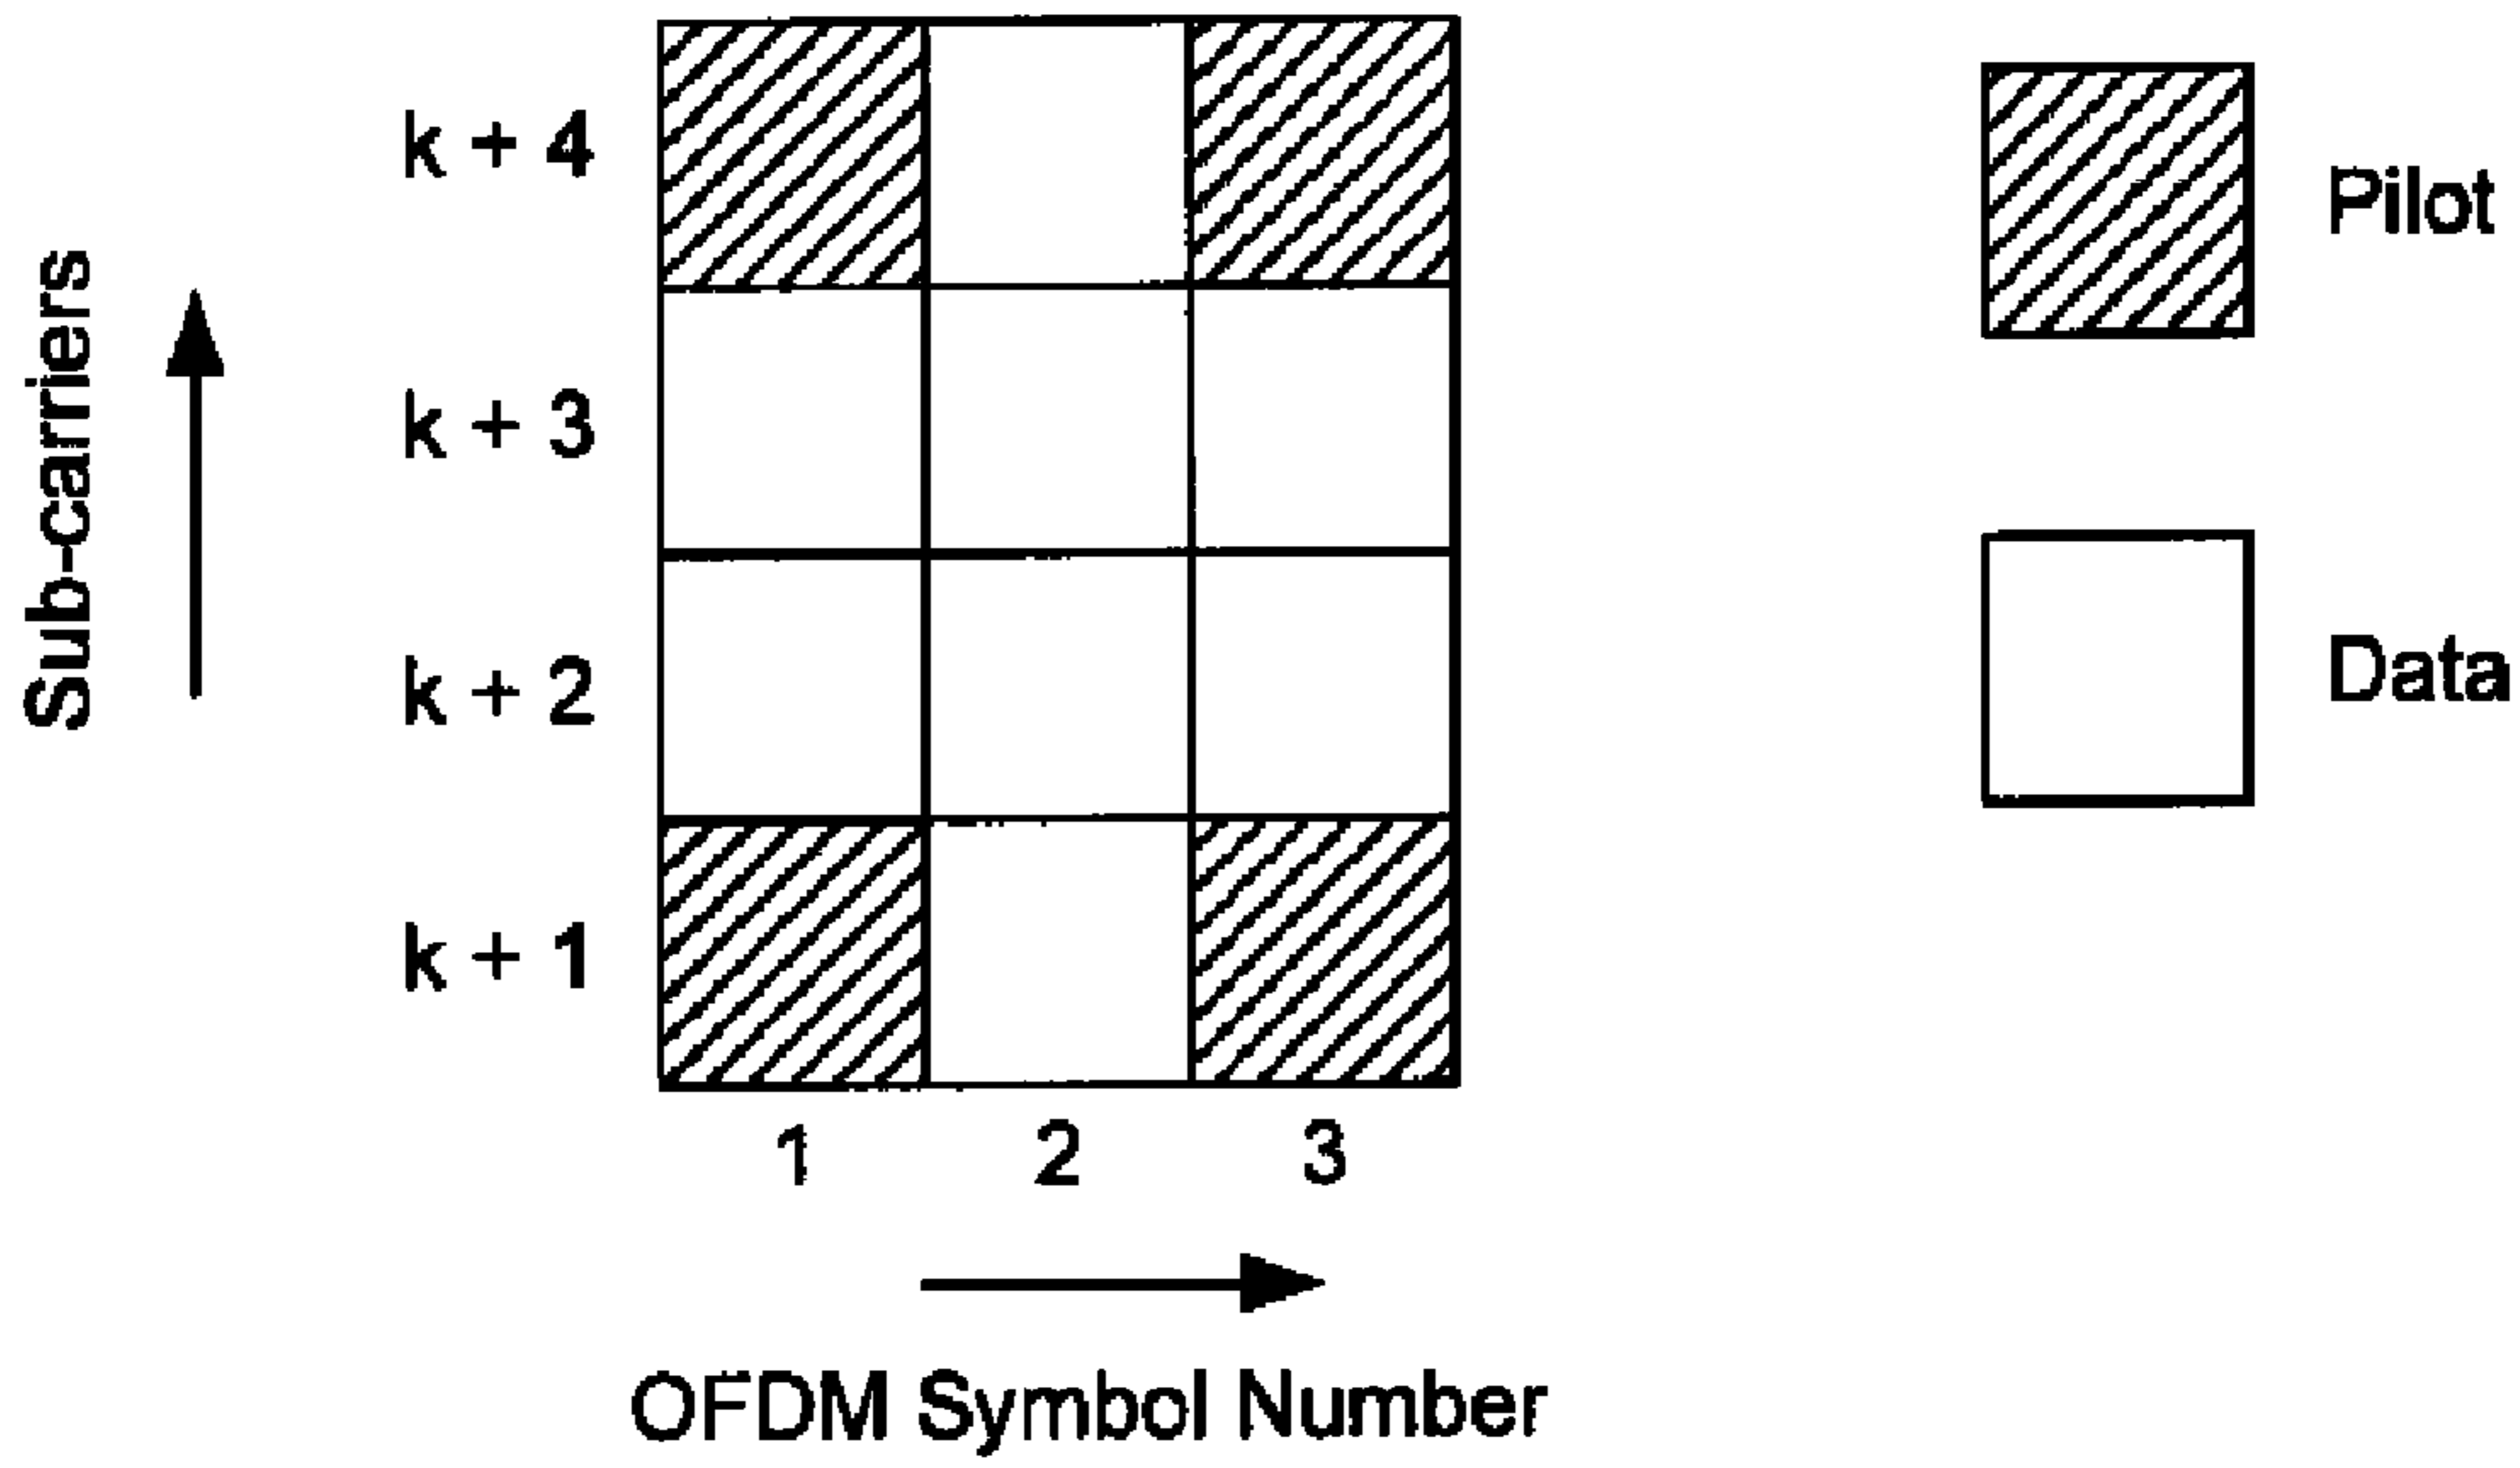 Sub-carriers
k + 4
k + 3
k + 2
k + 1
1 2 3
OFDM Symbol Number
Pilot
Data